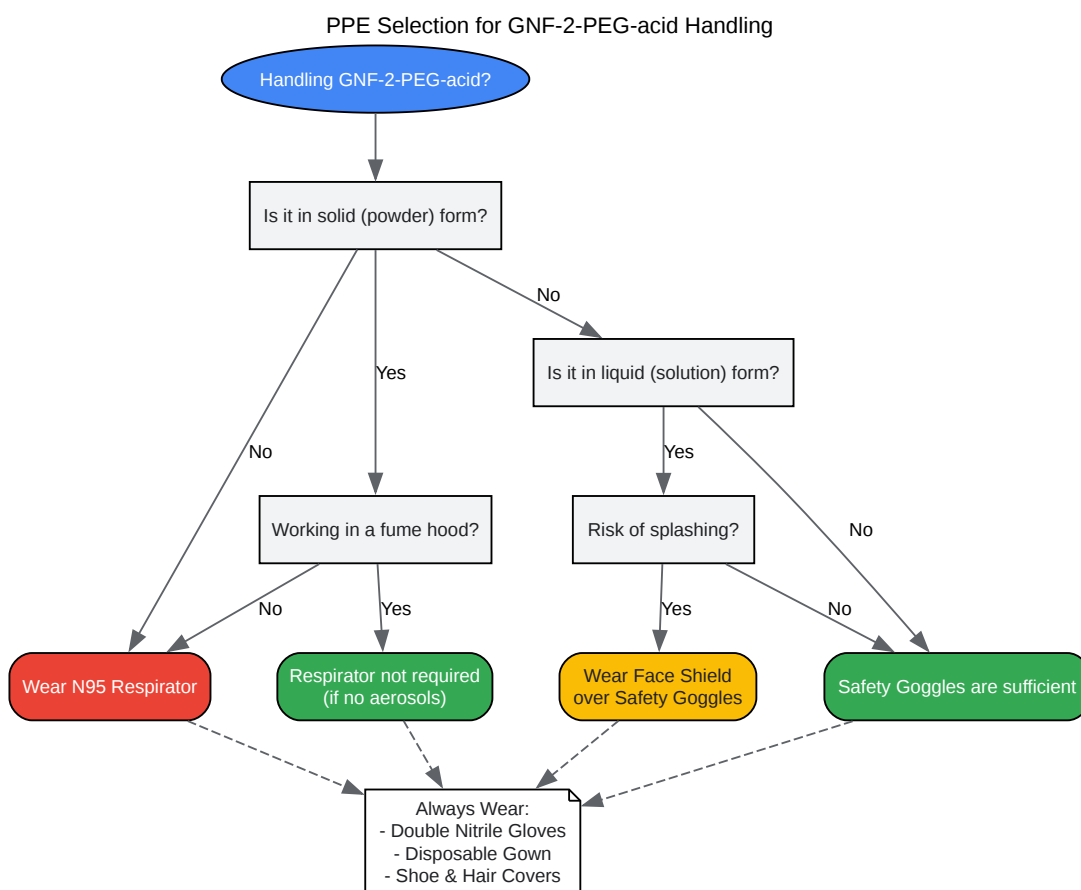 PPE Selection for GNF-2-PEG-acid Handling
Handling GNF-2-PEG-acid?
Is it in solid (powder) form?
No
Is it in liquid (solution) form?
Yes
No
Yes
Working in a fume hood?
Risk of splashing?
No
No
Yes
Yes
No
Wear N95 Respirator
Respirator not required
(if no aerosols)
Wear Face Shield
over Safety Goggles
Safety Goggles are sufficient
Always Wear:
- Double Nitrile Gloves
- Disposable Gown
- Shoe & Hair Covers